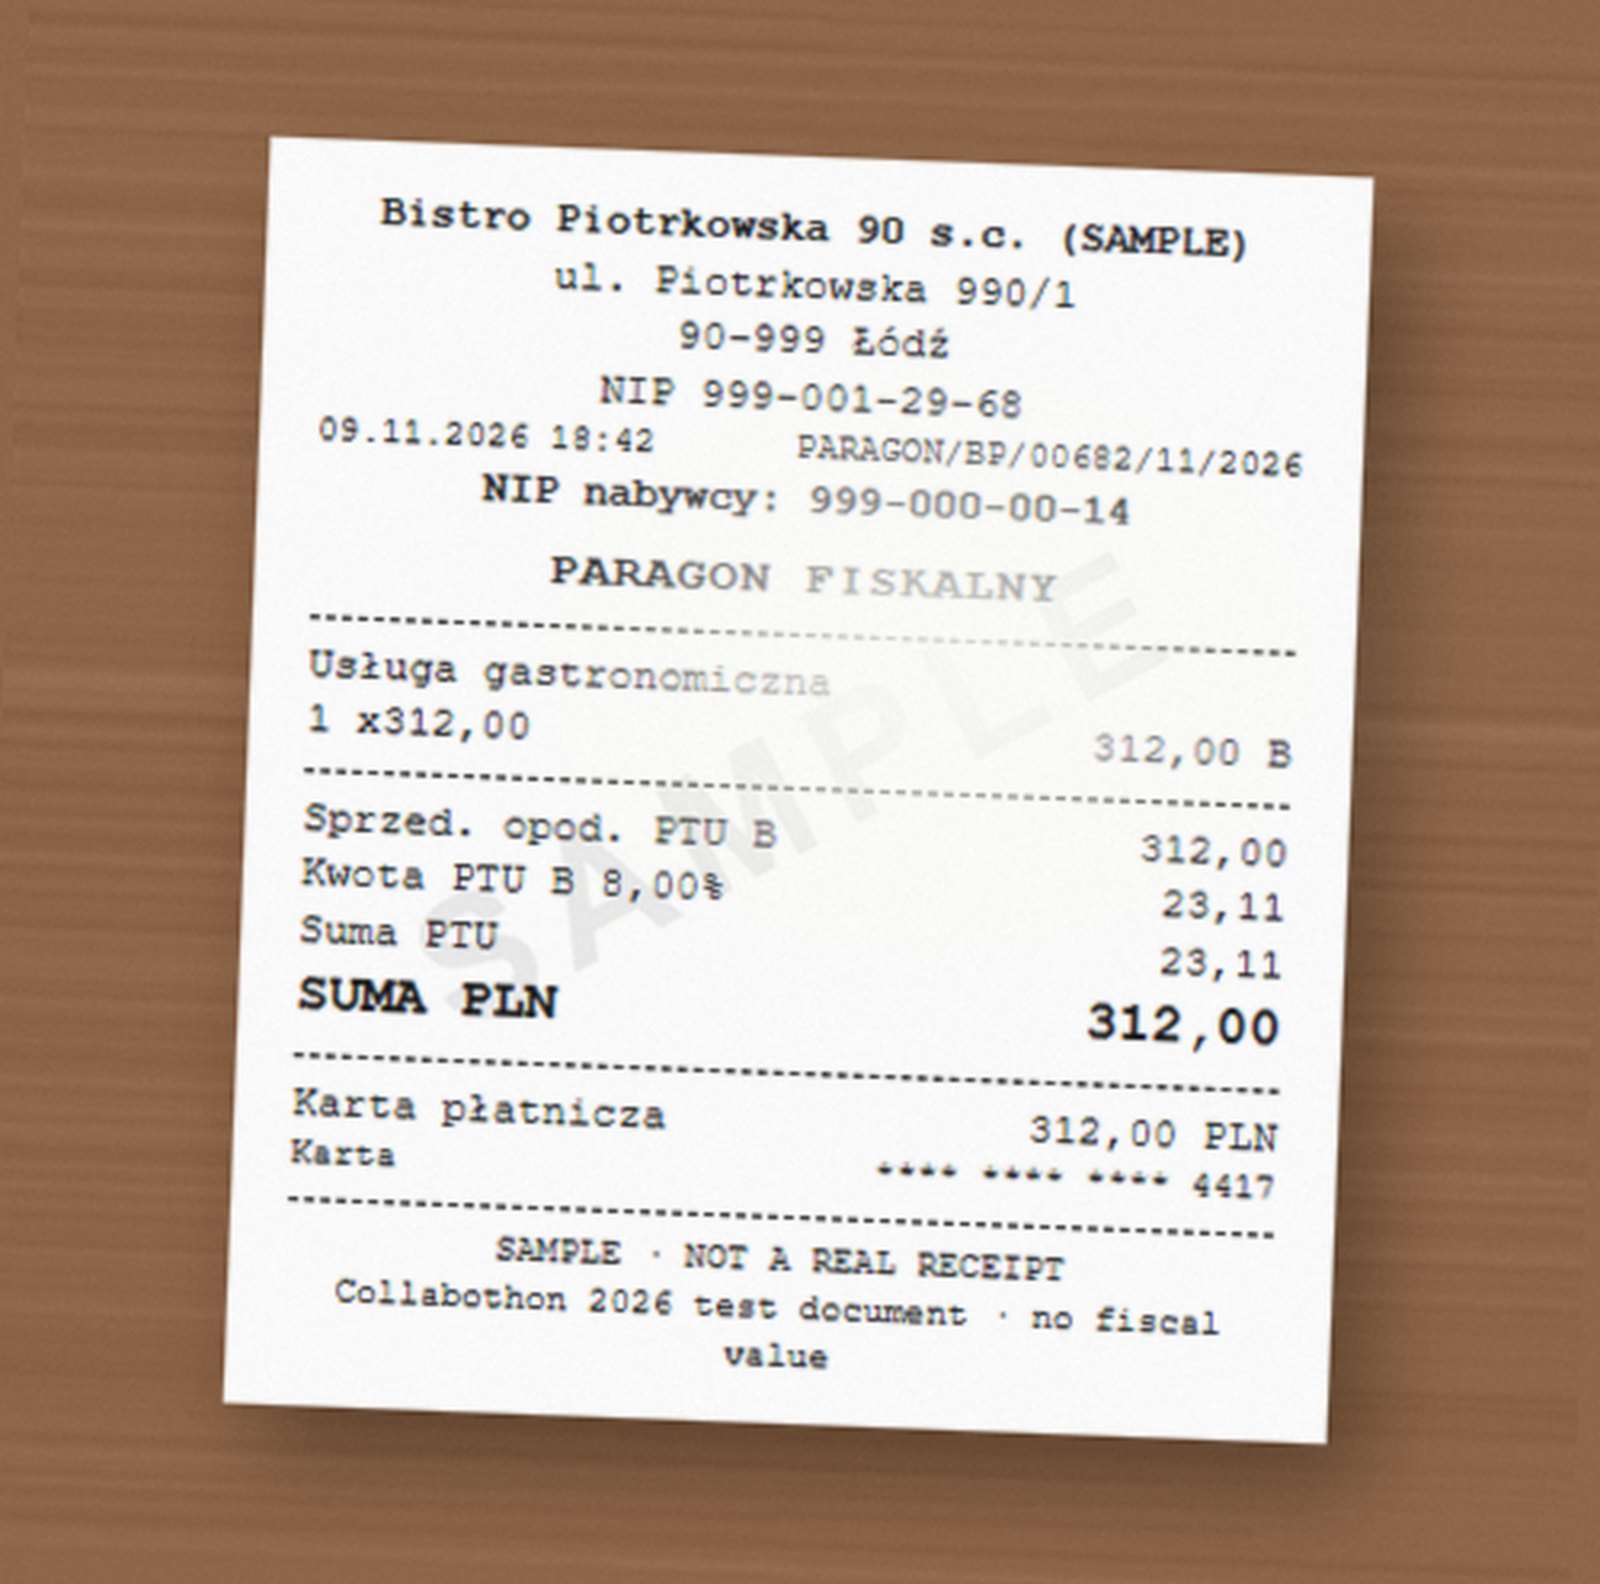 Bistro Piotrkowska 90 s.c. (SAMPLE)
ul. Piotrkowska 990/1
90-999 Łódź
NIP 999-001-29-68
09.11.2026 18:42 PARAGON/BP/00682/11/2026
NIP nabywcy: 999-000-00-14
PARAGON FISKALNY
Usługa gastronomiczna
1 x312,00 312,00 B
Sprzed. opod. PTU B 312,00
Kwota PTU B 8,00% 23,11
Suma PTU 23,11
SUMA PLN 312,00
Karta płatnicza 312,00 PLN
Karta **** **** **** 4417
SAMPLE · NOT A REAL RECEIPT
Collabothon 2026 test document · no fiscal
value
SAMPLE